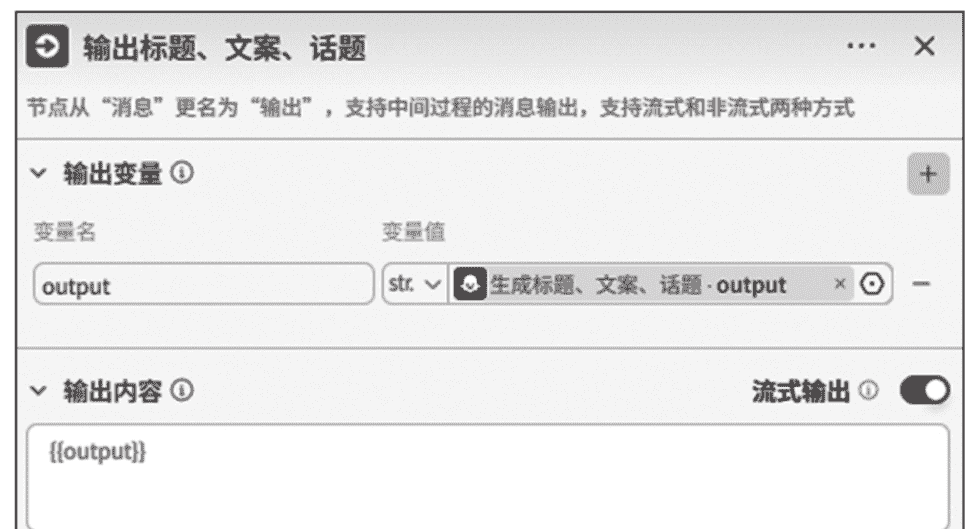 输出标题、文案、话题
节点从“消息”更名为“输出”，支持中间过程的消息输出，支持流式和非流式两种方式
输出变量
变量名 变量值
output str. 生成标题、文案、话题 · output
输出内容 流式输出
{{output}}